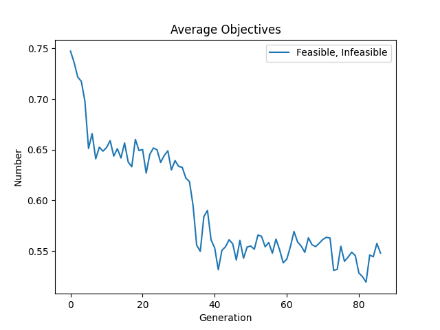 Average Objectives
Feasible, Infeasible
0.75
0.70
0.65
0.60
0.55
Number
0
20
40
60
80
Generation